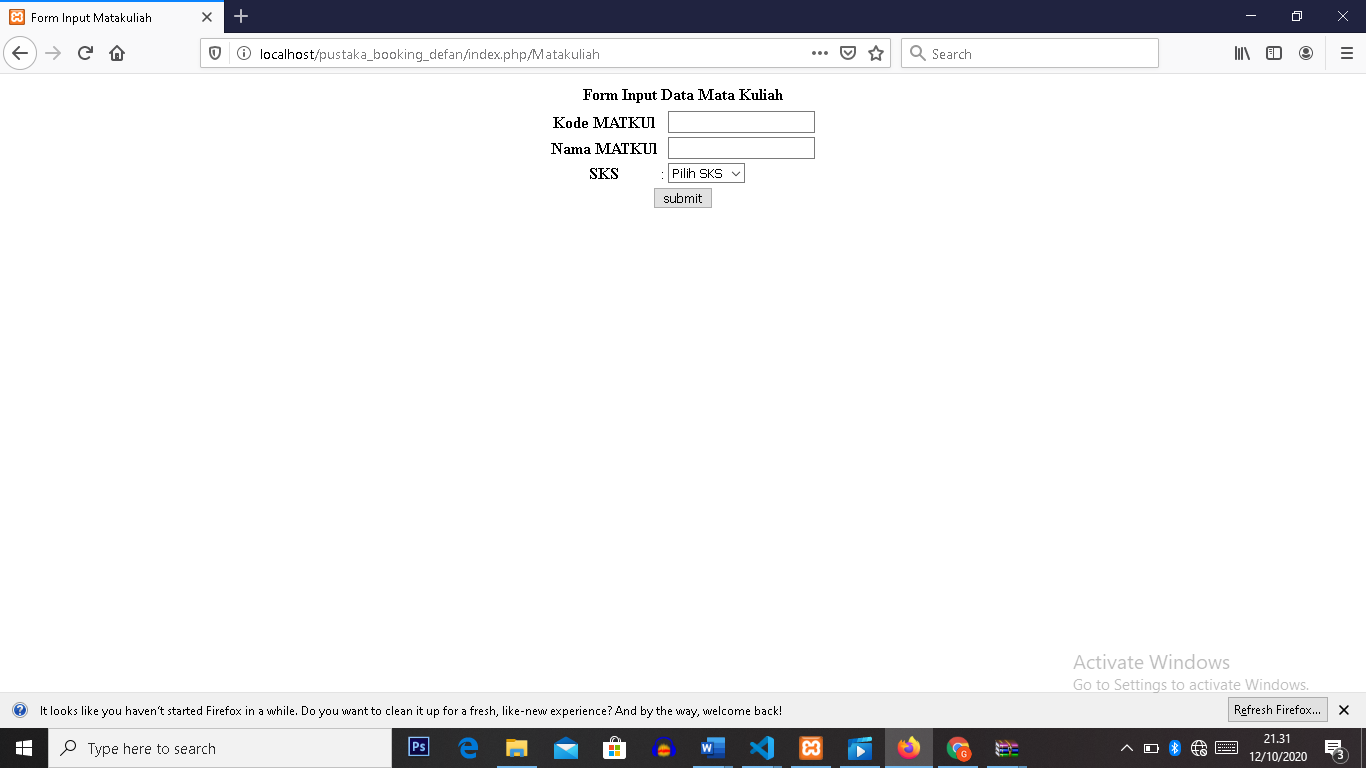 Form Input Matakuliah
localhost/pustaka_booking_defan/index.php/Matakuliah
Search
Form Input Data Mata Kuliah
Kode MATKUl
Nama MATKUl
SKS : Pilih SKS
submit
Activate Windows
Go to Settings to activate Windows.
It looks like you haven't started Firefox in a while. Do you want to clean it up for a fresh, like-new experience? And by the way, welcome back!
Refresh Firefox...
Type here to search
Ps
W
G
21.31
12/10/2020
3